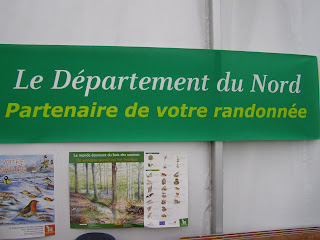 Le Département du Nord
Partenaire de votre randonnée